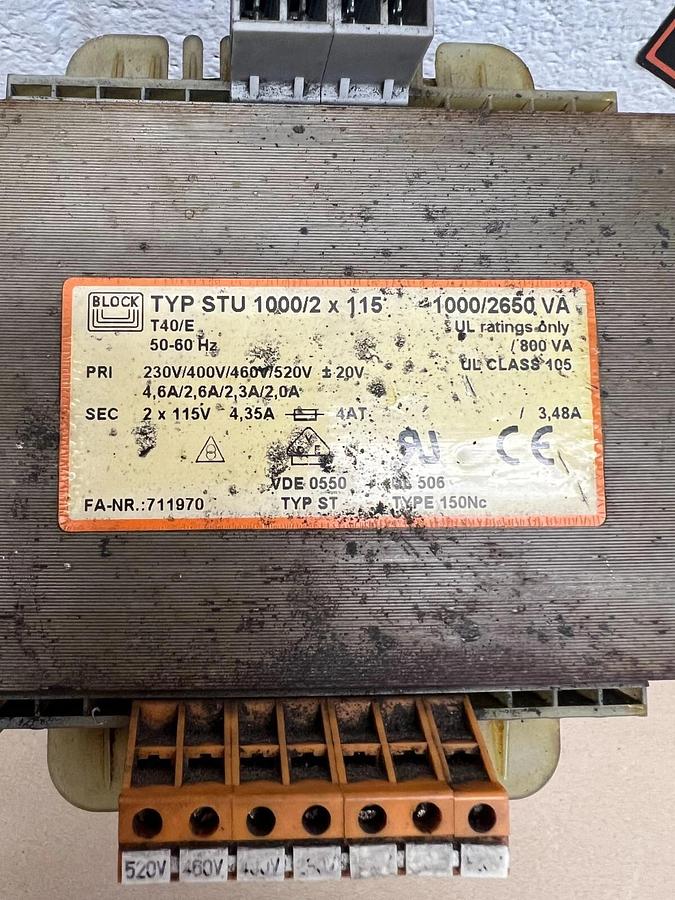 BLOCK
TYP STU 1000/2 x 115 1000/2650 VA
T40/E UL ratings only
50-60 Hz / 800 VA
PRI 230V/400V/460V/520V ±20V UL CLASS 105
4,6A/2,6A/2,3A/2,0A
SEC 2 x 115V 4,35A 4AT / 3,48A
CE
VDE 0550 506
FA-NR.:711970 TYP ST TYPE 150Nc
520V 460V 400V